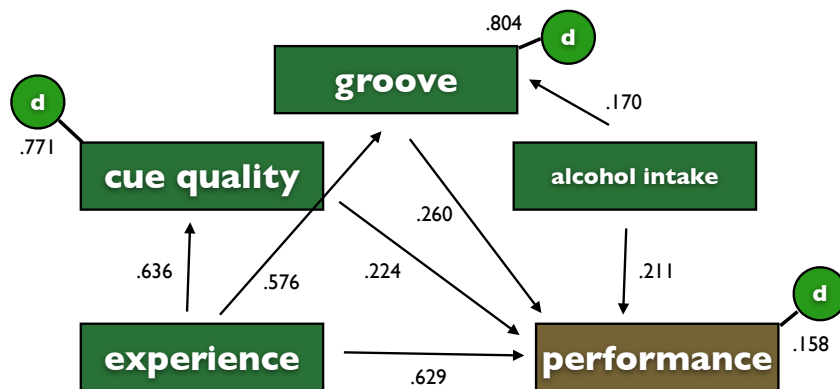 .804
d
groove
d
.170
.771
cue quality
alcohol intake
.260
.636
.576
.224
.211
d
experience
performance
.158
.629